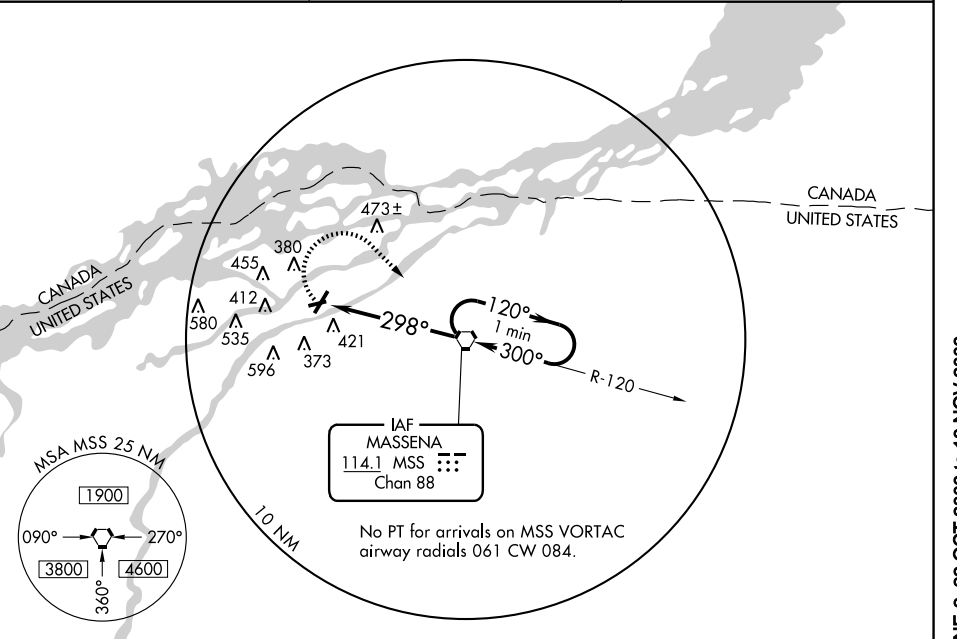 CANADA
UNITED STATES
473±
380
455
412
580
535
596
373
421
CANADA
UNITED STATES
298°
120°
1 min
300°
R-120
IAF
MASSENA
114.1 MSS
Chan 88
10 NM
No PT for arrivals on MSS VORTAC
airway radials 061 CW 084.
MSA MSS 25 NM
1900
090°
270°
3800
4600
360°